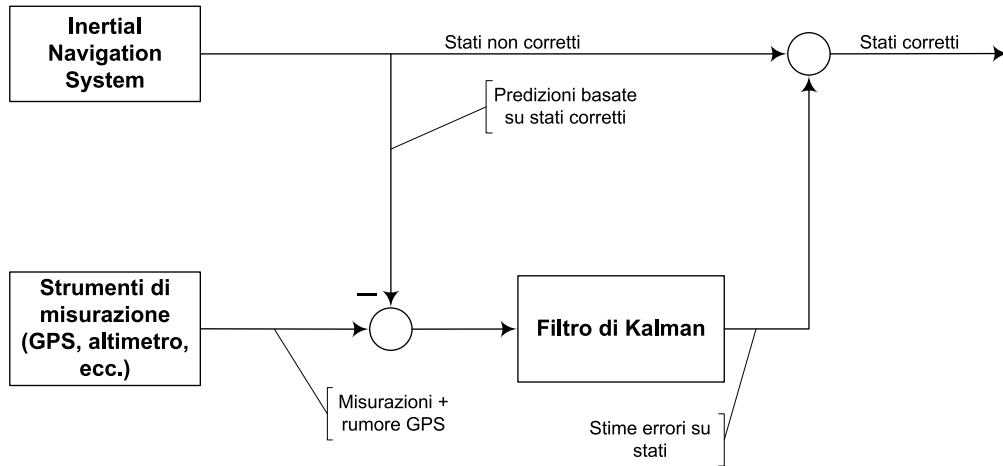 Inertial
Navigation
System
Stati non corretti
Stati corretti
Predizioni basate
su stati corretti
Strumenti di
misurazione
(GPS, altimetro,
ecc.)
Filtro di Kalman
Misurazioni +
rumore GPS
Stime errori su
stati